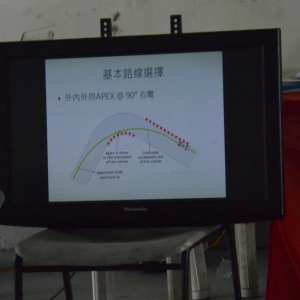 基本路線選擇
• 外內外與APEX @ 90° 右彎
Apex is close
to the mid point
of the corner
Gradually
accelerate out
of the corner
Approach wide
and turn in
Panasonic